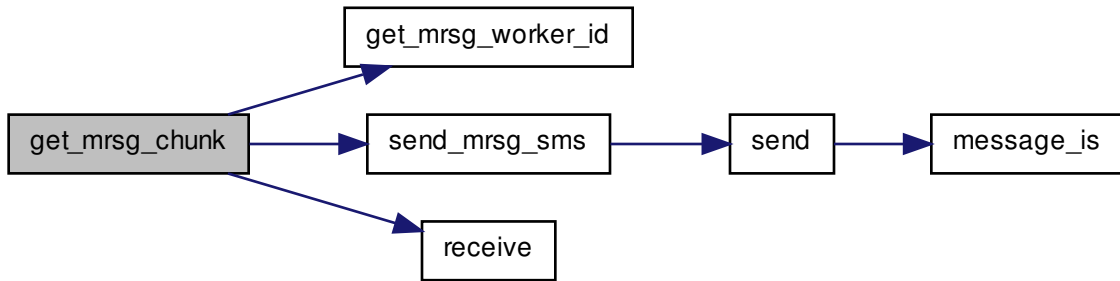 get_mrsg_worker_id
get_mrsg_chunk
send_mrsg_sms
send
message_is
receive